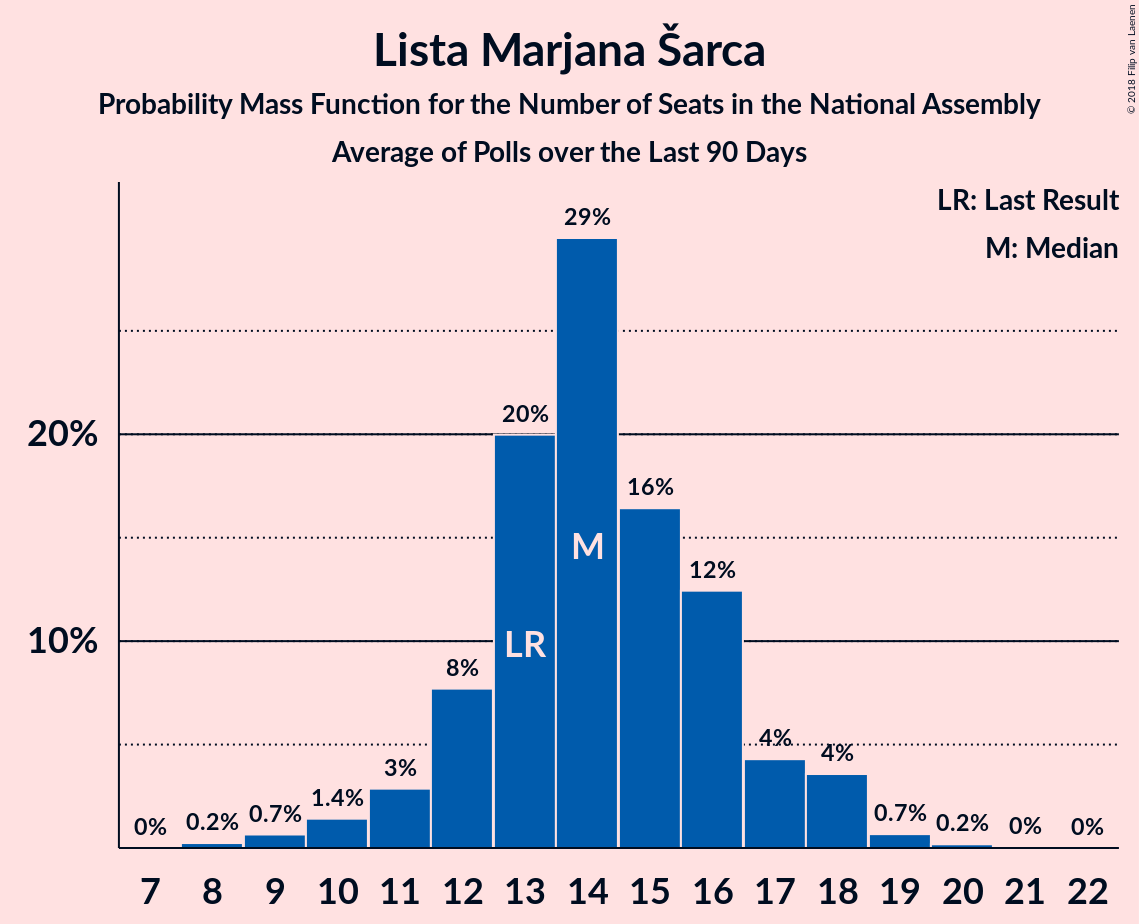 Lista Marjana Šarca
Probability Mass Function for the Number of Seats in the National Assembly
Average of Polls over the Last 90 Days
© 2018 Filip van Laenen
LR: Last Result
M: Median
20%
10%
0%
0.2%
0.7%
1.4%
3%
8%
20%
29%
16%
12%
4%
4%
0.7%
0.2%
0%
0%
LR
M
7 8 9 10 11 12 13 14 15 16 17 18 19 20 21 22